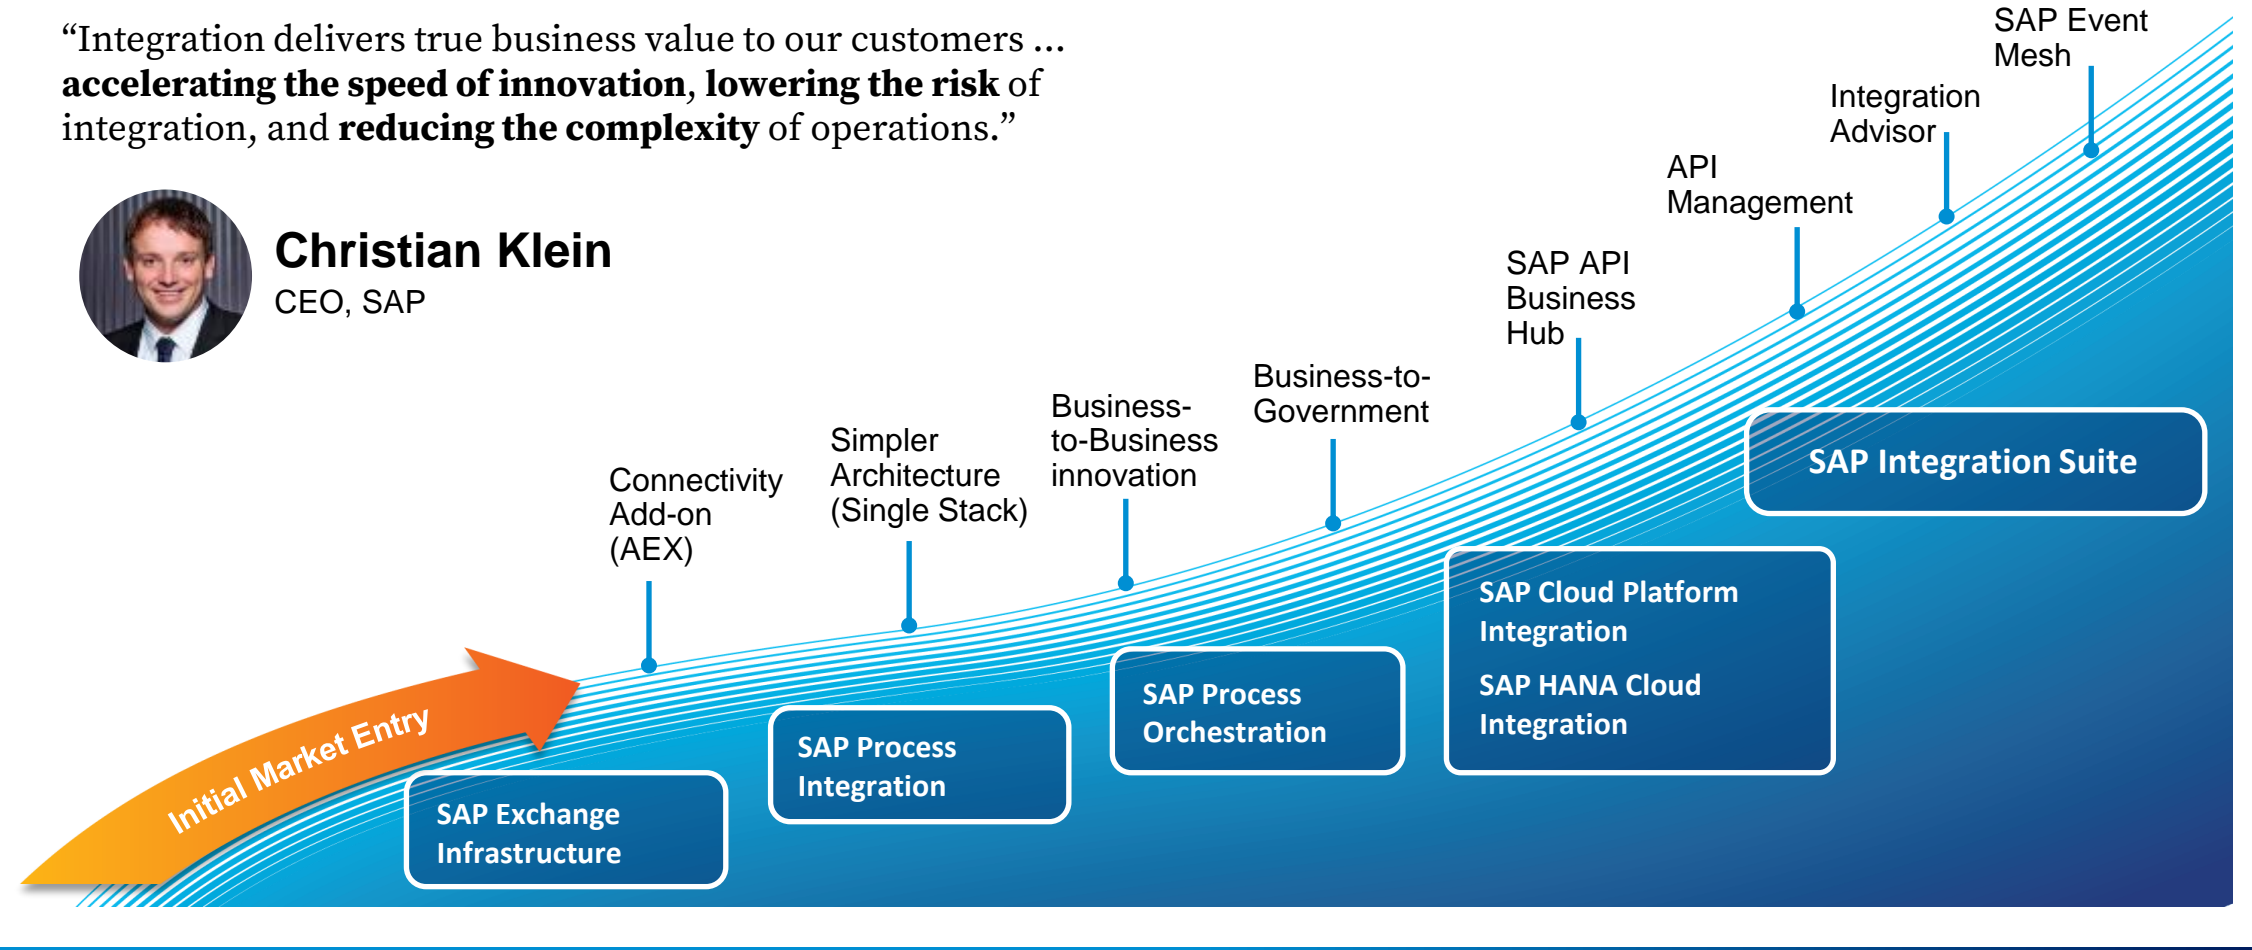 “Integration delivers true business value to our customers ...
accelerating the speed of innovation, lowering the risk of
integration, and reducing the complexity of operations.”
Christian Klein
CEO, SAP
Initial Market Entry
Connectivity
Add-on
(AEX)
Simpler
Architecture
(Single Stack)
Business-
to-Business
innovation
Business-to-
Government
SAP API
Business
Hub
API
Management
Integration
Advisor
SAP Event
Mesh
SAP Exchange
Infrastructure
SAP Process
Integration
SAP Process
Orchestration
SAP Cloud Platform
Integration
SAP HANA Cloud
Integration
SAP Integration Suite